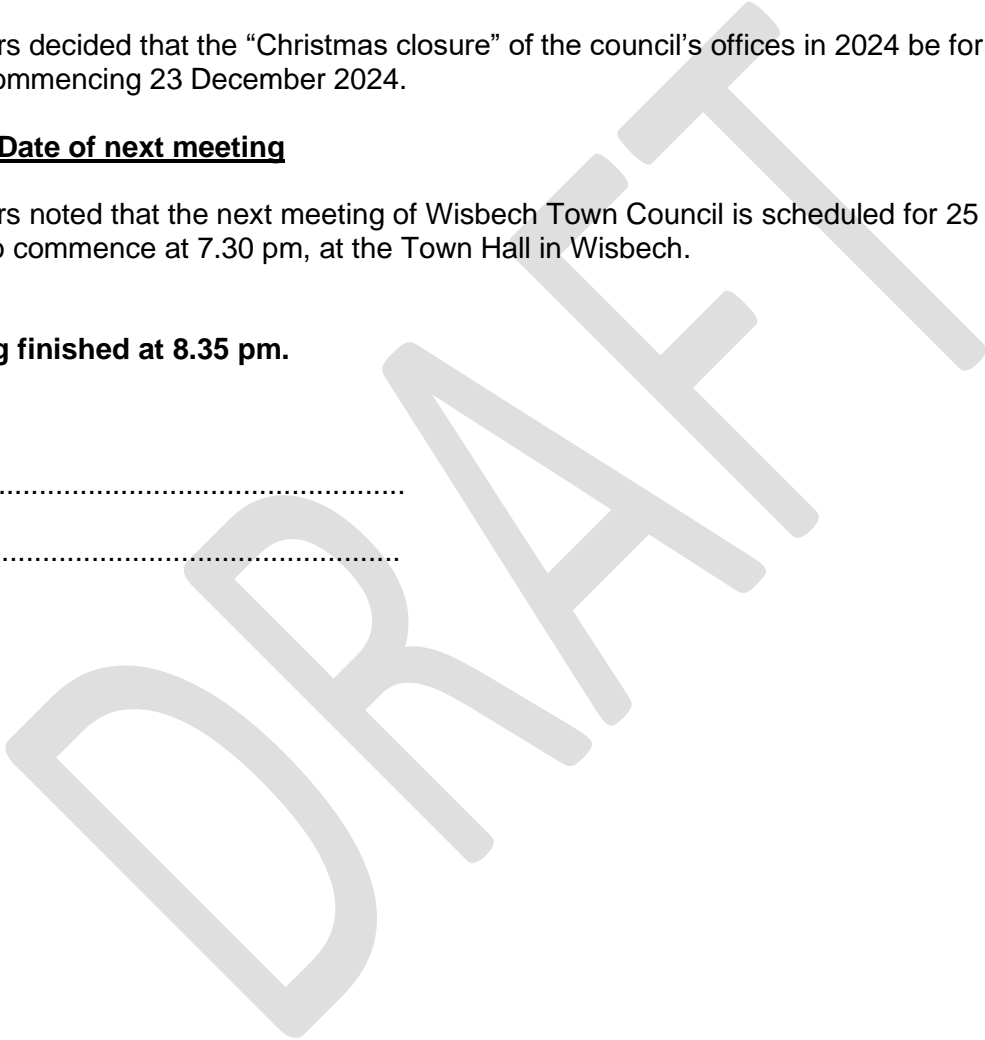 rs decided that the “Christmas closure” of the council’s offices in 2024 be for
ommencing 23 December 2024.
Date of next meeting
rs noted that the next meeting of Wisbech Town Council is scheduled for 25
o commence at 7.30 pm, at the Town Hall in Wisbech.
g finished at 8.35 pm.
....................................................
....................................................
DRAFT